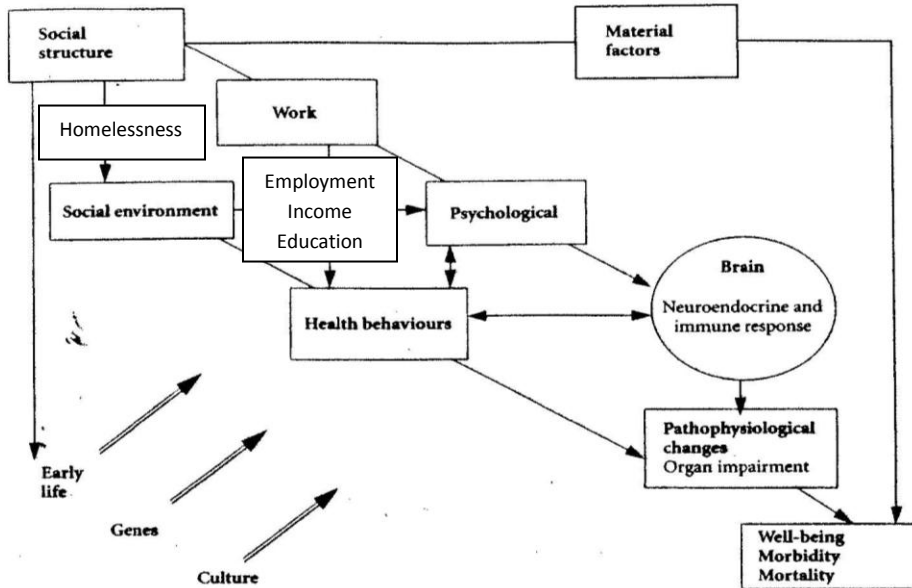 Social
structure
Material
factors
Work
Homelessness
Employment
Income
Education
Social environment
Psychological
Brain
Neuroendocrine and
immune response
Health behaviours
Pathophysiological
changes
Organ impairment
Early
life
Genes
Culture
Well-being
Morbidity
Mortality